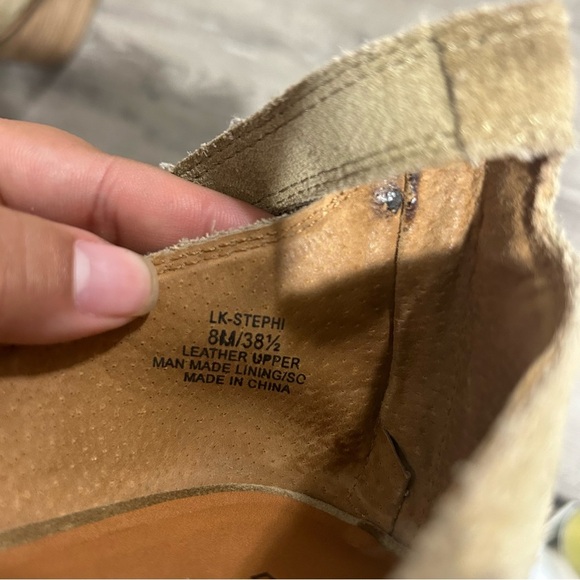 LK-STEPHI
8M/38½
LEATHER UPPER
MAN MADE LINING/SO
MADE IN CHINA